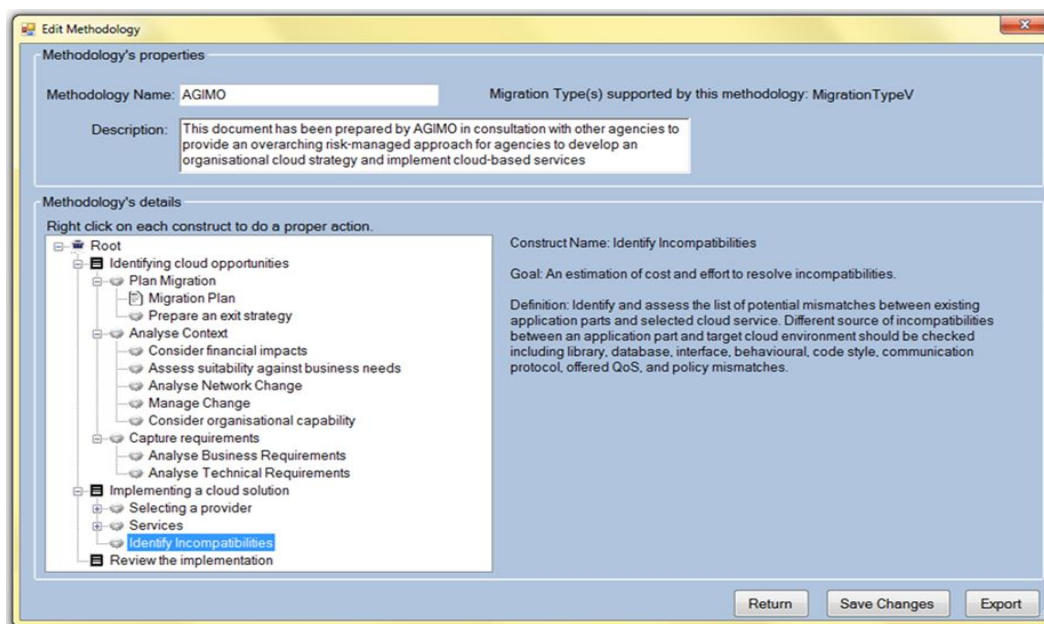 Edit Methodology
Methodology's properties
Methodology Name: AGIMO
Migration Type(s) supported by this methodology: MigrationTypeV
Description: This document has been prepared by AGIMO in consultation with other agencies to
provide an overarching risk-managed approach for agencies to develop an
organisational cloud strategy and implement cloud-based services
Methodology's details
Right click on each construct to do a proper action.
Root
Identifying cloud opportunities
Plan Migration
Migration Plan
Prepare an exit strategy
Analyse Context
Consider financial impacts
Assess suitability against business needs
Analyse Network Change
Manage Change
Consider organisational capability
Capture requirements
Analyse Business Requirements
Analyse Technical Requirements
Implementing a cloud solution
Selecting a provider
Services
Identify Incompatibilities
Review the implementation
Construct Name: Identify Incompatibilities
Goal: An estimation of cost and effort to resolve incompatibilities.
Definition: Identify and assess the list of potential mismatches between existing
application parts and selected cloud service. Different source of incompatibilities
between an application part and target cloud environment should be checked
including library, database, interface, behavioural, code style, communication
protocol, offered QoS, and policy mismatches.
Return
Save Changes
Export